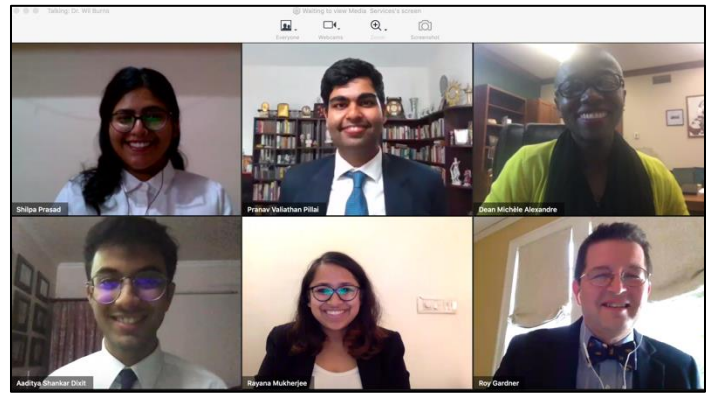 Talking: Dr. Wil Burns
Waiting to view Media. Services's screen
Everyone
Webcams
Zoom
Screenshot
Shilpa Prasad
Pranav Valiathan Pillai
Dean Michèle Alexandre
Aaditya Shankar Dixit
Rayana Mukherjee
Roy Gardner